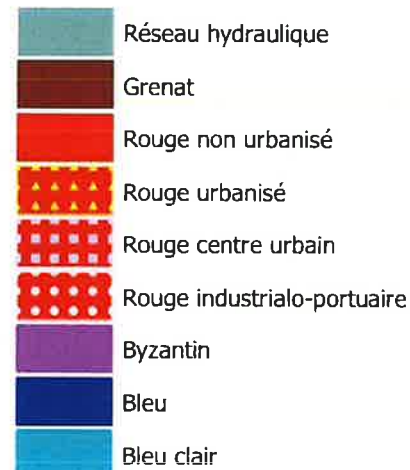 Réseau hydraulique
Grenat
Rouge non urbanisé
Rouge urbanisé
Rouge centre urbain
Rouge industrialo-portuaire
Byzantin
Bleu
Bleu clair